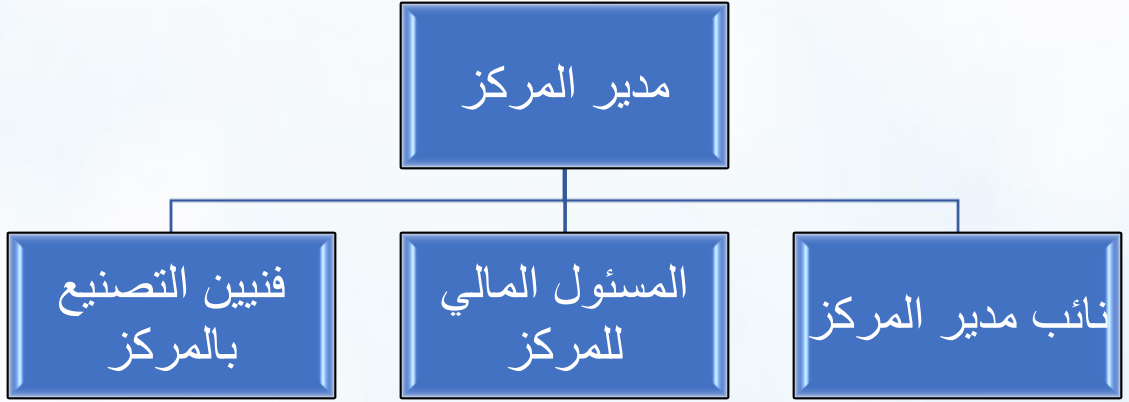 مدير المركز
نائب مدير المركز
المسئول المالي
للمركز
فنيين التصنيع
بالمركز